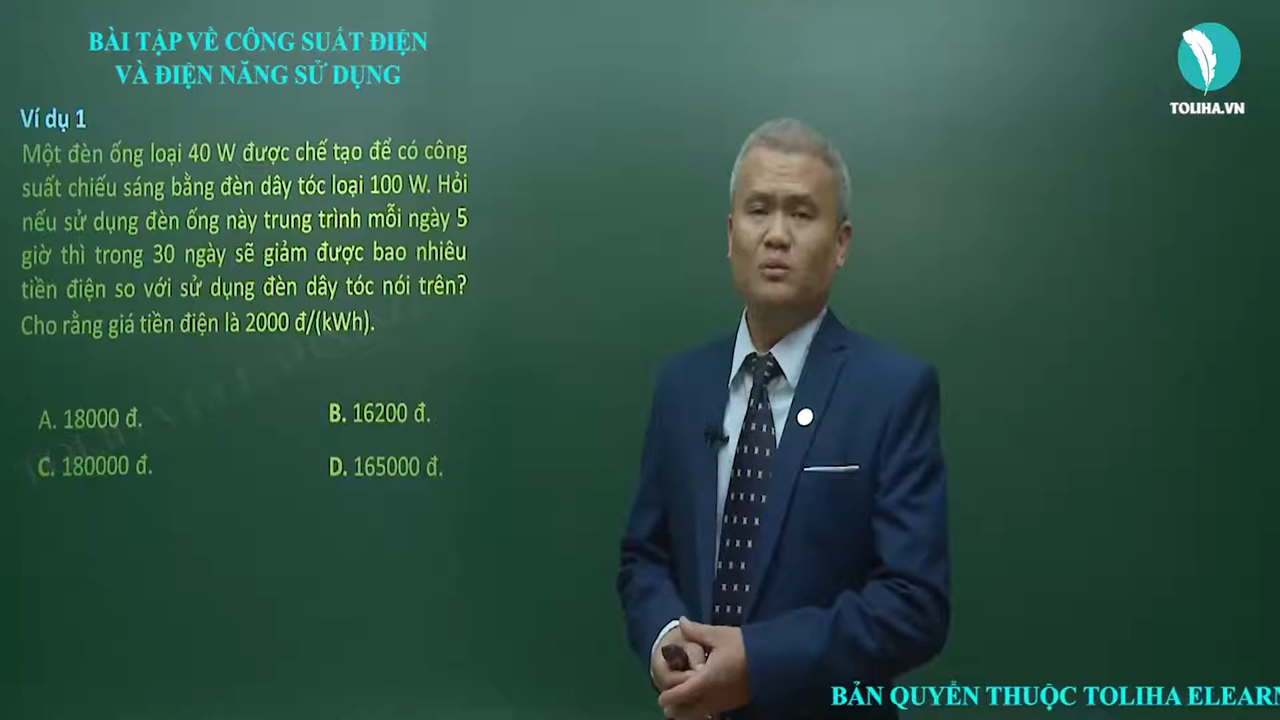 BÀI TẬP VỀ CÔNG SUẤT ĐIỆN
VÀ ĐIỆN NĂNG SỬ DỤNG
TOLIHA.VN
Ví dụ 1
Một đèn ống loại 40 W được chế tạo để có công
suất chiếu sáng bằng đèn dây tóc loại 100 W. Hỏi
nếu sử dụng đèn ống này trung trình mỗi ngày 5
giờ thì trong 30 ngày sẽ giảm được bao nhiêu
tiền điện so với sử dụng đèn dây tóc nói trên?
Cho rằng giá tiền điện là 2000 đ/(kWh).
A. 18000 đ. B. 16200 đ.
C. 180000 đ. D. 165000 đ.
BẢN QUYỀN THUỘC TOLIHA ELEARN